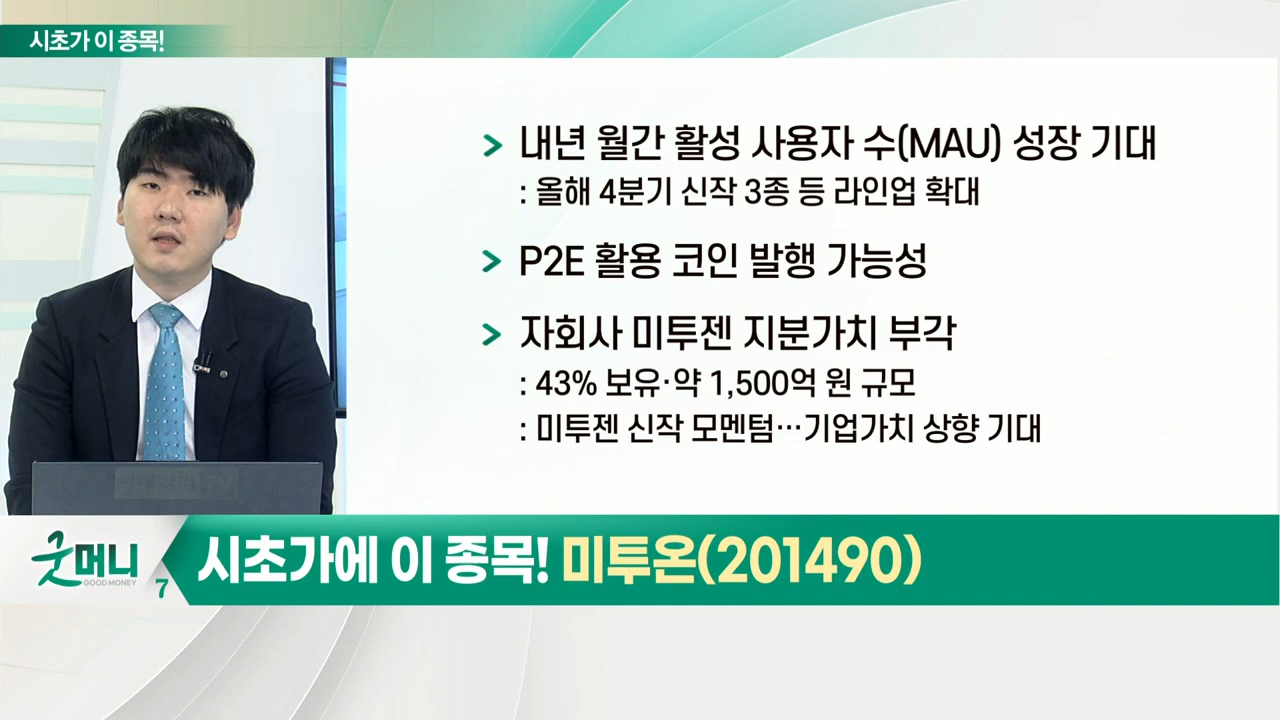 시초가 이 종목!
> 내년 월간 활성 사용자 수(MAU) 성장 기대
: 올해 4분기 신작 3종 등 라인업 확대
> P2E 활용 코인 발행 가능성
> 자회사 미투젠 지분가치 부각
: 43% 보유·약 1,500억 원 규모
: 미투젠 신작 모멘텀…기업가치 상향 기대
굿머니
GOOD MONEY
7
시초가에 이 종목! 미투온(201490)